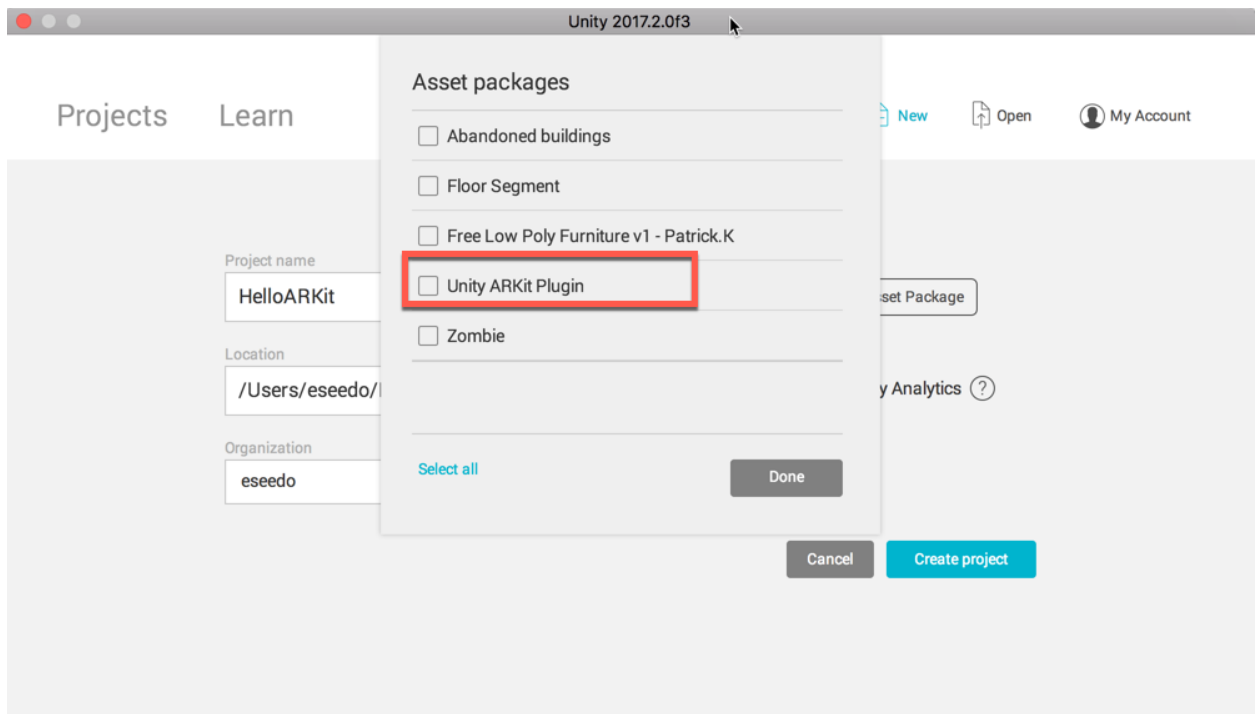 Unity 2017.2.0f3
Projects Learn
New Open My Account
Asset packages
Abandoned buildings
Floor Segment
Free Low Poly Furniture v1 - Patrick.K
Unity ARKit Plugin
Zombie
Select all
Done
Project name
HelloARKit
Location
/Users/eseedo/
Organization
eseedo
Package
Analytics ?
Cancel
Create project